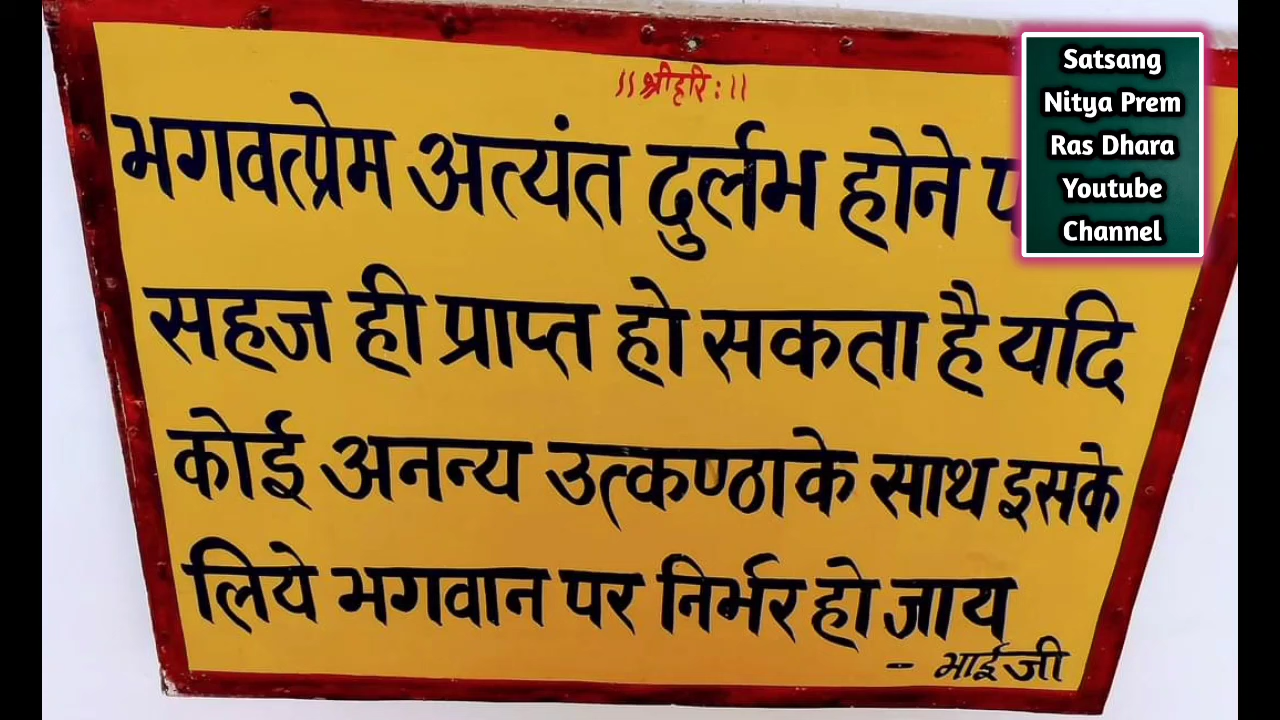 ।।श्रीहरि:।।
भगवत्प्रेम अत्यंत दुर्लभ होने
सहज ही प्राप्त हो सकता है यदि
कोई अनन्य उत्कण्ठाके साथ इसके
लिये भगवान पर निर्भर हो जाय
- भाईजी
Satsang
Nitya Prem
Ras Dhara
Youtube
Channel